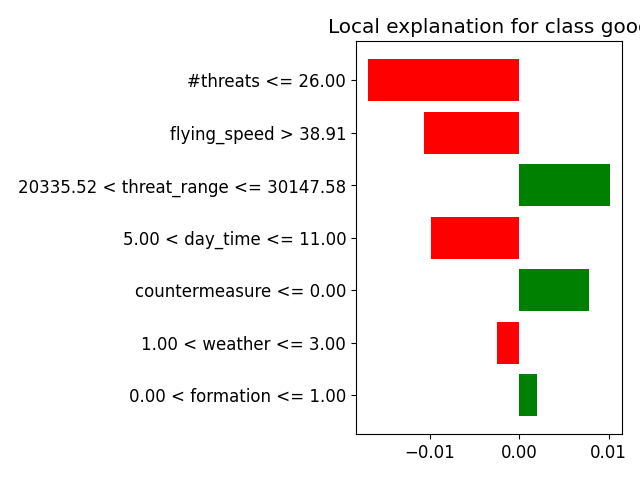 Local explanation for class goo
#threats <= 26.00
flying_speed > 38.91
20335.52 < threat_range <= 30147.58
5.00 < day_time <= 11.00
countermeasure <= 0.00
1.00 < weather <= 3.00
0.00 < formation <= 1.00
−0.01 0.00 0.01